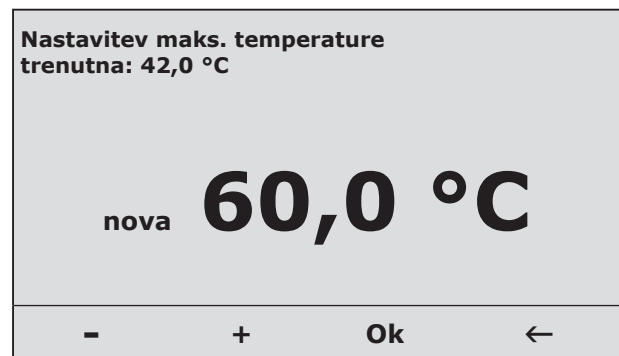 Nastavitev maks. temperature
trenutna: 42,0 °C
nova 60,0 °C
- + Ok ←